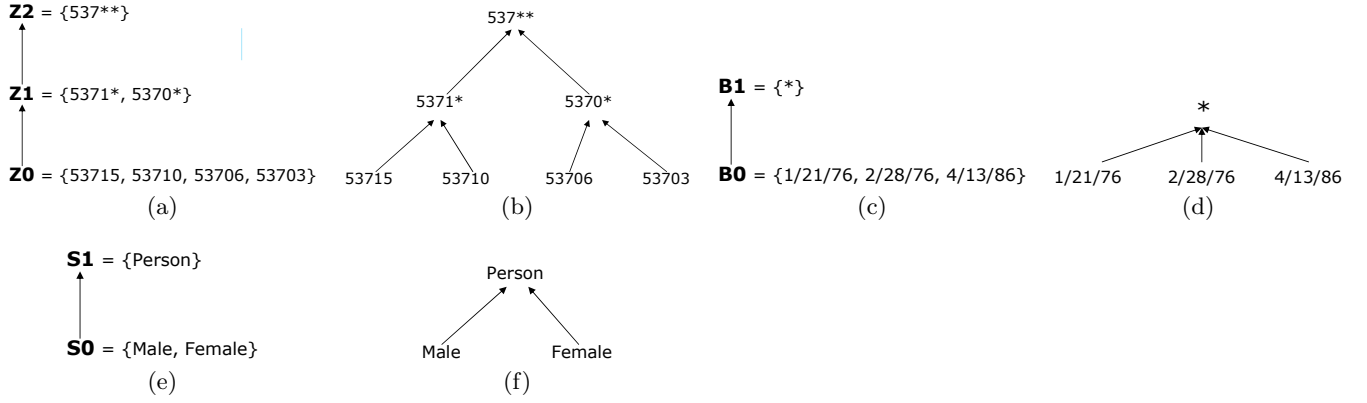 Z2 = {537**}
Z1 = {5371*, 5370*}
Z0 = {53715, 53710, 53706, 53703}
(a)
537**
5371* 5370*
53715 53710 53706 53703
(b)
B1 = {*}
B0 = {1/21/76, 2/28/76, 4/13/86}
(c)
*
1/21/76 2/28/76 4/13/86
(d)
S1 = {Person}
S0 = {Male, Female}
(e)
Person
Male Female
(f)